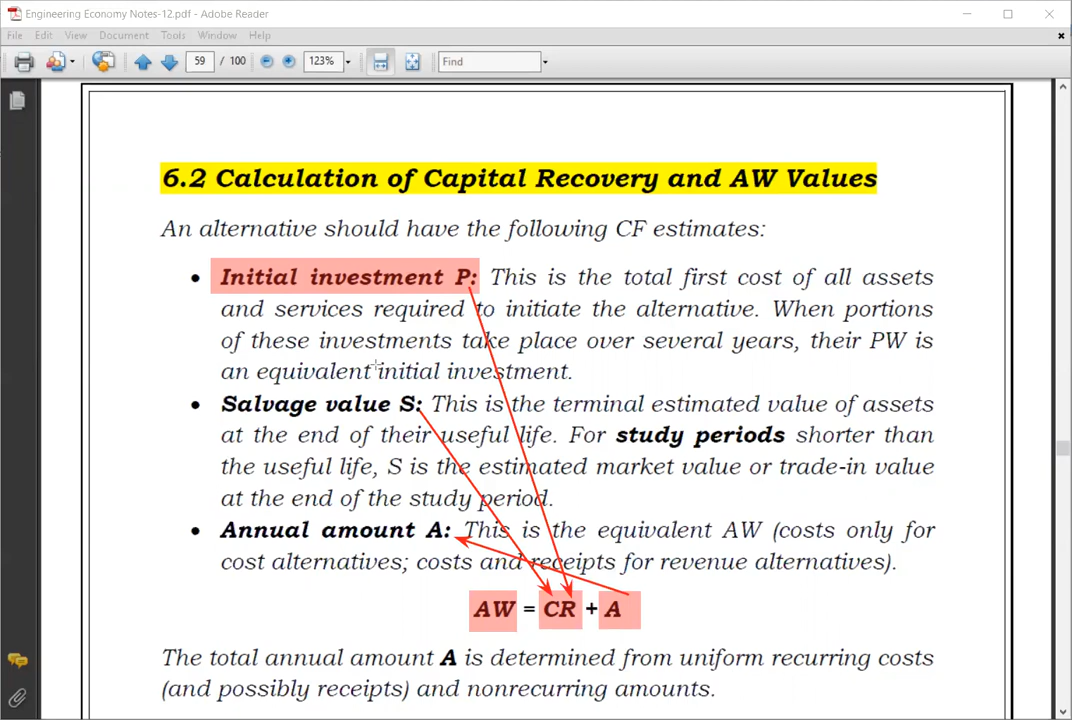 Engineering Economy Notes-12.pdf - Adobe Reader
File Edit View Document Tools Window Help
59 / 100 123% Find
6.2 Calculation of Capital Recovery and AW Values
An alternative should have the following CF estimates:
• Initial investment P: This is the total first cost of all assets
and services required to initiate the alternative. When portions
of these investments take place over several years, their PW is
an equivalent initial investment.
• Salvage value S: This is the terminal estimated value of assets
at the end of their useful life. For study periods shorter than
the useful life, S is the estimated market value or trade-in value
at the end of the study period.
• Annual amount A: This is the equivalent AW (costs only for
cost alternatives; costs and receipts for revenue alternatives).
AW = CR + A
The total annual amount A is determined from uniform recurring costs
(and possibly receipts) and nonrecurring amounts.